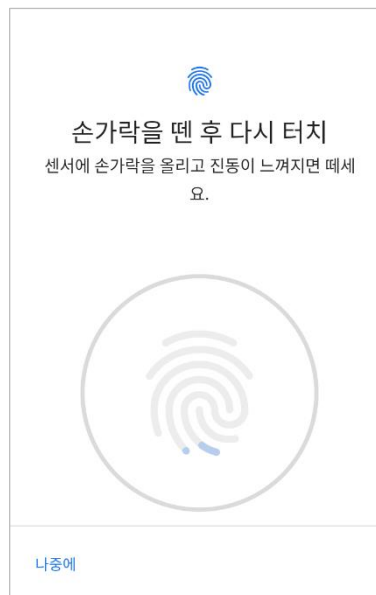 손가락을 뗀 후 다시 터치
센서에 손가락을 올리고 진동이 느껴지면 떼세
요.
나중에